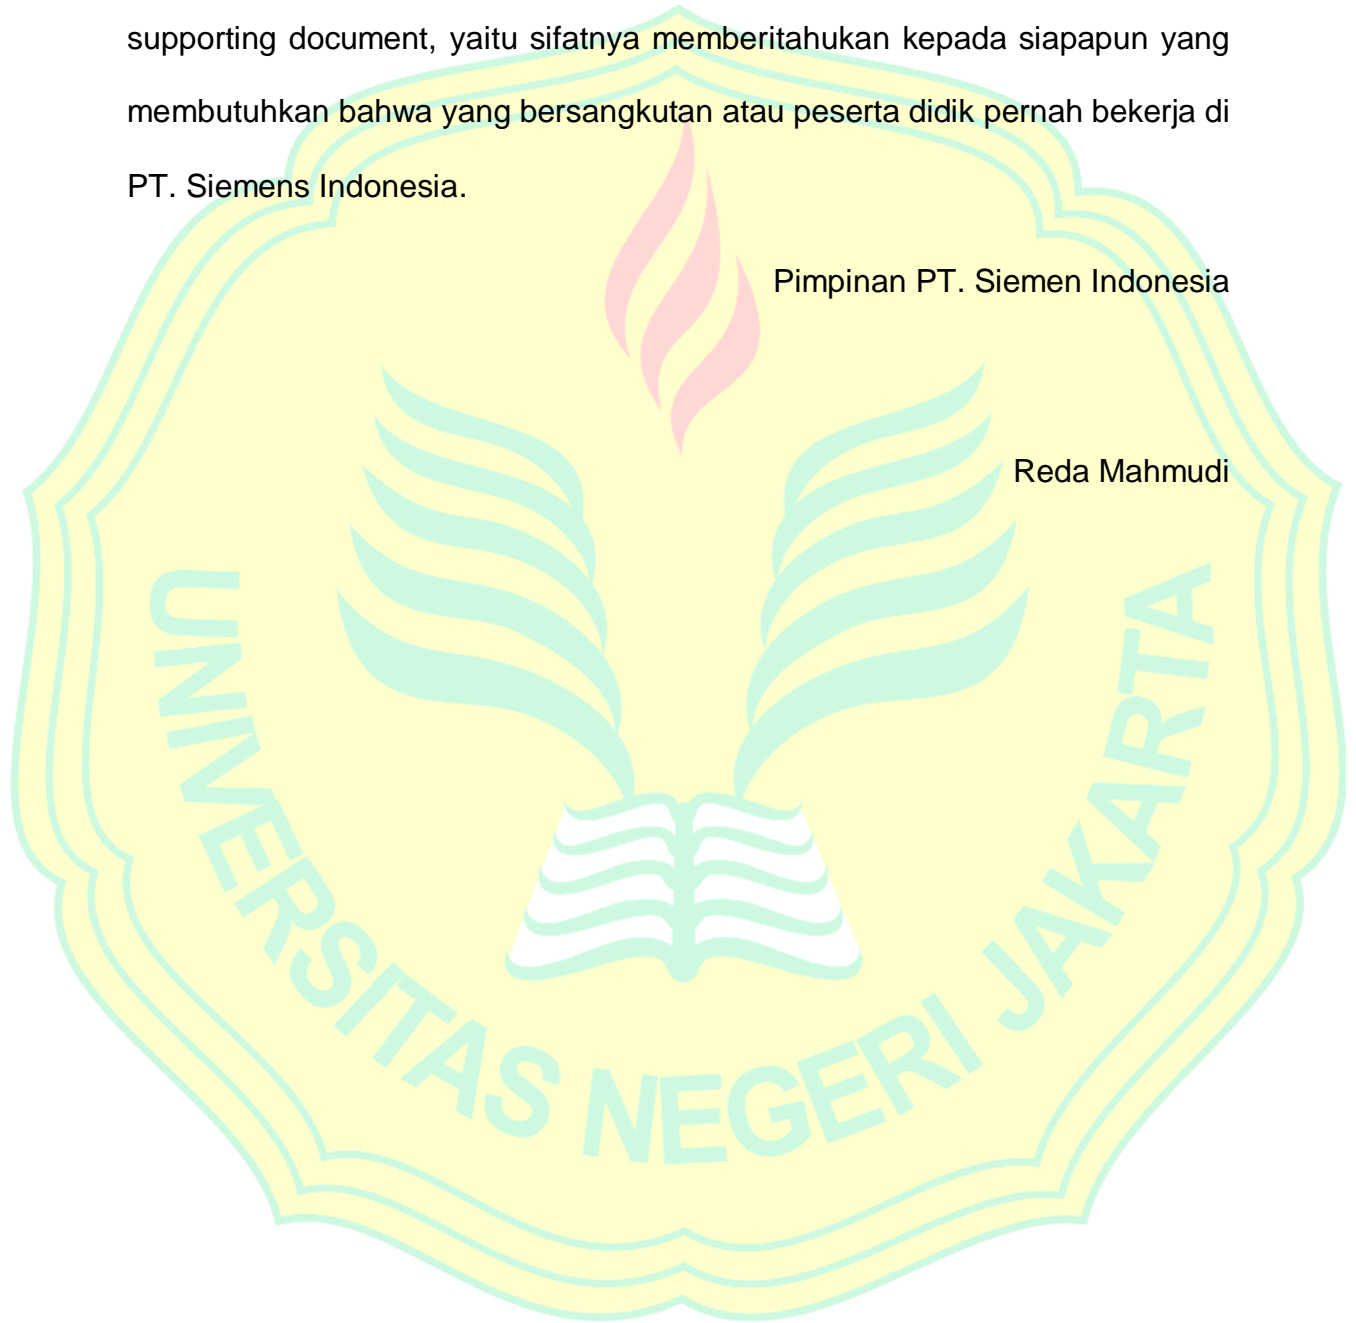 supporting document, yaitu sifatnya memberitahukan kepada siapapun yang
membutuhkan bahwa yang bersangkutan atau peserta didik pernah bekerja di
PT. Siemens Indonesia.
Pimpinan PT. Siemen Indonesia
Reda Mahmudi
UNIVERSITAS NEGERI JAKARTA